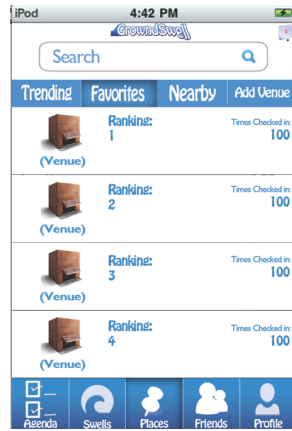 iPod 4:42 PM
GrowndSwell
Search
Trending Favorites Nearby Add Venue
Ranking:
1
Times Checked in:
100
(Venue)
Ranking:
2
Times Checked in:
100
(Venue)
Ranking:
3
Times Checked in:
100
(Venue)
Ranking:
4
Times Checked in:
100
(Venue)
Agenda Swells Places Friends Profile